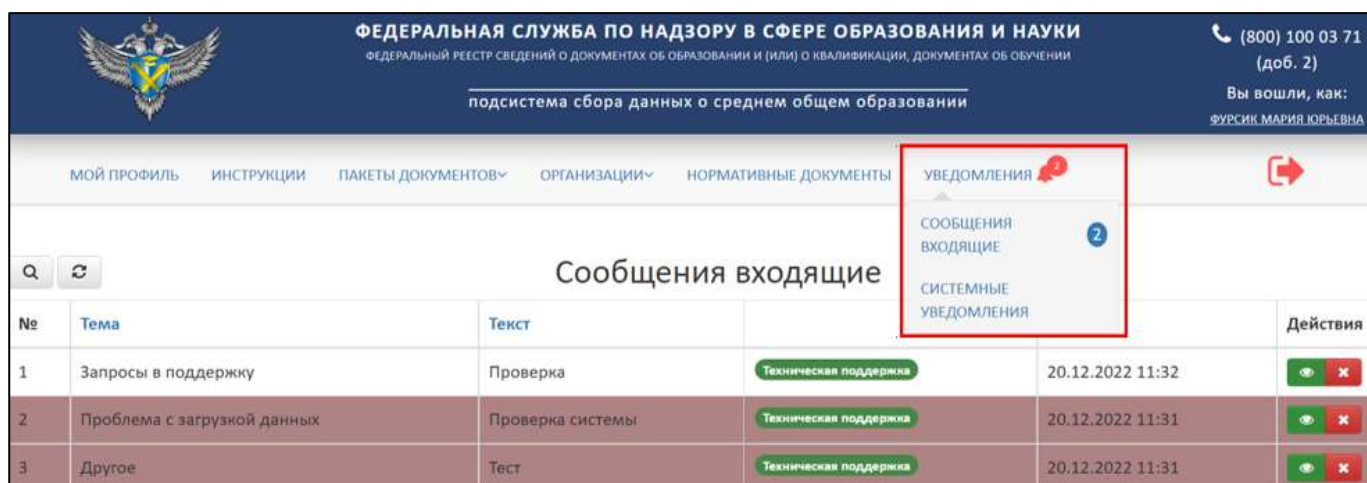 ФЕДЕРАЛЬНАЯ СЛУЖБА ПО НАДЗОРУ В СФЕРЕ ОБРАЗОВАНИЯ И НАУКИ
ФЕДЕРАЛЬНЫЙ РЕЕСТР СВЕДЕНИЙ О ДОКУМЕНТАХ ОБ ОБРАЗОВАНИИ И (ИЛИ) О КВАЛИФИКАЦИИ, ДОКУМЕНТАХ ОБ ОБУЧЕНИИ
подсистема сбора данных о среднем общем образовании
(800) 100 03 71
(доб. 2)
Вы вошли, как:
ФУРСИК МАРИЯ ЮРЬЕВНА
МОЙ ПРОФИЛЬ ИНСТРУКЦИИ ПАКЕТЫ ДОКУМЕНТОВ ОРГАНИЗАЦИИ НОРМАТИВНЫЕ ДОКУМЕНТЫ УВЕДОМЛЕНИЯ 2
СООБЩЕНИЯ
ВХОДЯЩИЕ 2
СИСТЕМНЫЕ
УВЕДОМЛЕНИЯ
Сообщения входящие
№ Тема Текст Действия
1 Запросы в поддержку Проверка Техническая поддержка 20.12.2022 11:32
2 Проблема с загрузкой данных Проверка системы Техническая поддержка 20.12.2022 11:31
3 Другое Тест Техническая поддержка 20.12.2022 11:31